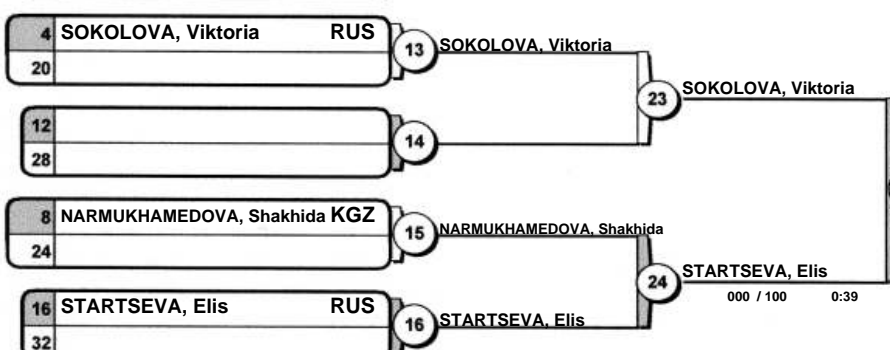 4 SOKOLOVA, Viktoria RUS
20
13
SOKOLOVA, Viktoria
12
28
14
23
SOKOLOVA, Viktoria
8 NARMUKHAMEDOVA, Shakhida KGZ
24
15
NARMUKHAMEDOVA, Shakhida
16 STARTSEVA, Elis RUS
32
16
STARTSEVA, Elis
24
STARTSEVA, Elis
000 / 100 0:39